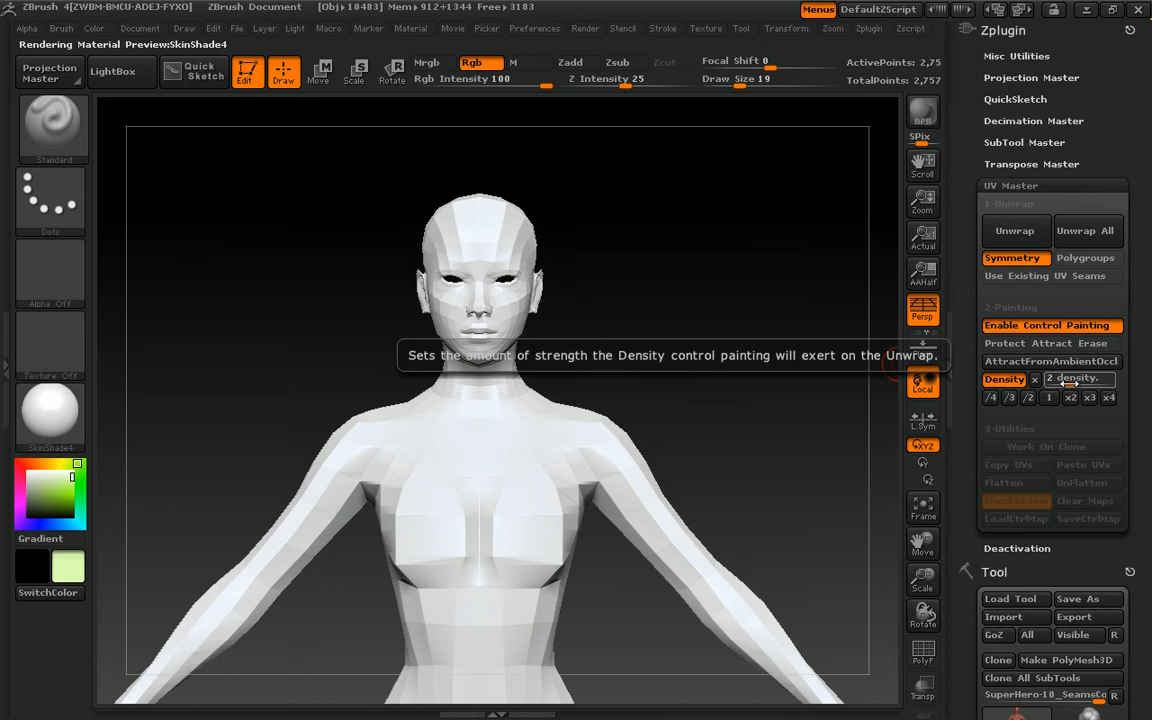 ZBrush 4[ZWBM-BMCU-ADEJ-FYXO] ZBrush Document [Obj▸10483] Mem▸912+1344 Free▸3183 Menus DefaultZScript
Alpha Brush Color Document Draw Edit File Layer Light Macro Marker Material Movie Picker Preferences Render Stencil Stroke Texture Tool Transform Zoom Zplugin Zscript
Rendering Material Preview:SkinShade4
Projection Master
LightBox
Quick Sketch
Edit
Draw
Move
Scale
Rotate
Mrgb Rgb M
Rgb Intensity 100
Zadd Zsub Zcut
Z Intensity 25
Focal Shift 0
Draw Size 19
ActivePoints: 2,75
TotalPoints: 2,757
Standard
Dots
Alpha Off
Texture Off
SkinShade4
Gradient
SwitchColor
BPR
SPix
Scroll
Zoom
Actual
AAHalf
Persp
Local
L.Sym
XYZ
Frame
Move
Scale
Rotate
PolyF
Transp
Sets the amount of strength the Density control painting will exert on the Unwrap.
Zplugin
Misc Utilities
Projection Master
QuickSketch
Decimation Master
SubTool Master
Transpose Master
UV Master
1-Unwrap
Unwrap Unwrap All
Symmetry Polygroups
Use Existing UV Seams
2-Painting
Enable Control Painting
Protect Attract Erase
AttractFromAmbientOccl
Density x 2 density.
/4 /3 /2 1 x2 x3 x4
3-Utilities
Work On Clone
Copy UVs Paste UVs
Flatten UnFlatten
CheckSeams Clear Maps
LoadCtrlMap SaveCtrlMap
Deactivation
Tool
Load Tool Save As
Import Export
GoZ All Visible R
Clone Make PolyMesh3D
Clone All SubTools
SuperHero-10_SeamsCo R